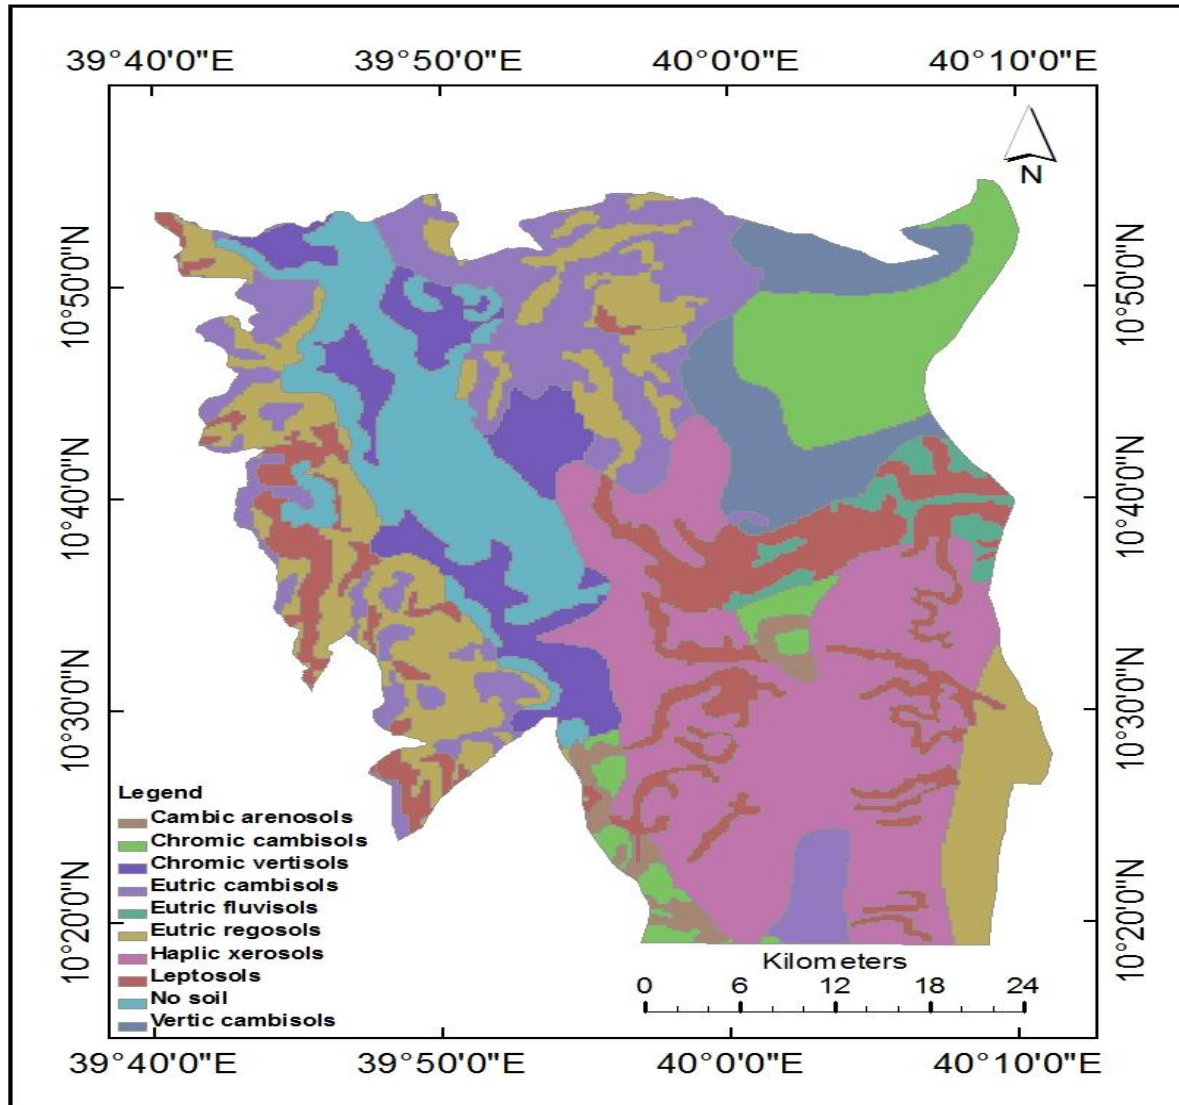 39°40'0"E 39°50'0"E 40°0'0"E 40°10'0"E
N
10°50'0"N 10°50'0"N
10°40'0"N 10°40'0"N
10°30'0"N 10°30'0"N
10°20'0"N 10°20'0"N
Legend
Cambic arenosols
Chromic cambisols
Chromic vertisols
Eutric cambisols
Eutric fluvisols
Eutric regosols
Haplic xerosols
Leptosols
No soil
Vertic cambisols
Kilometers
0 6 12 18 24
39°40'0"E 39°50'0"E 40°0'0"E 40°10'0"E